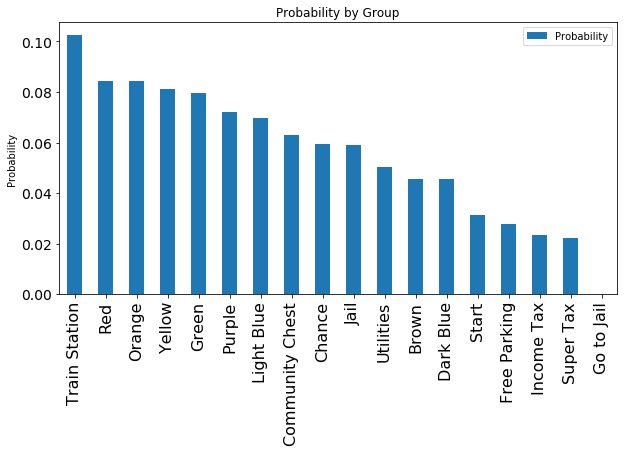 Probability by Group
Probability
Probability
0.10
0.08
0.06
0.04
0.02
0.00
Train Station
Red
Orange
Yellow
Green
Purple
Light Blue
Community Chest
Chance
Jail
Utilities
Brown
Dark Blue
Start
Free Parking
Income Tax
Super Tax
Go to Jail